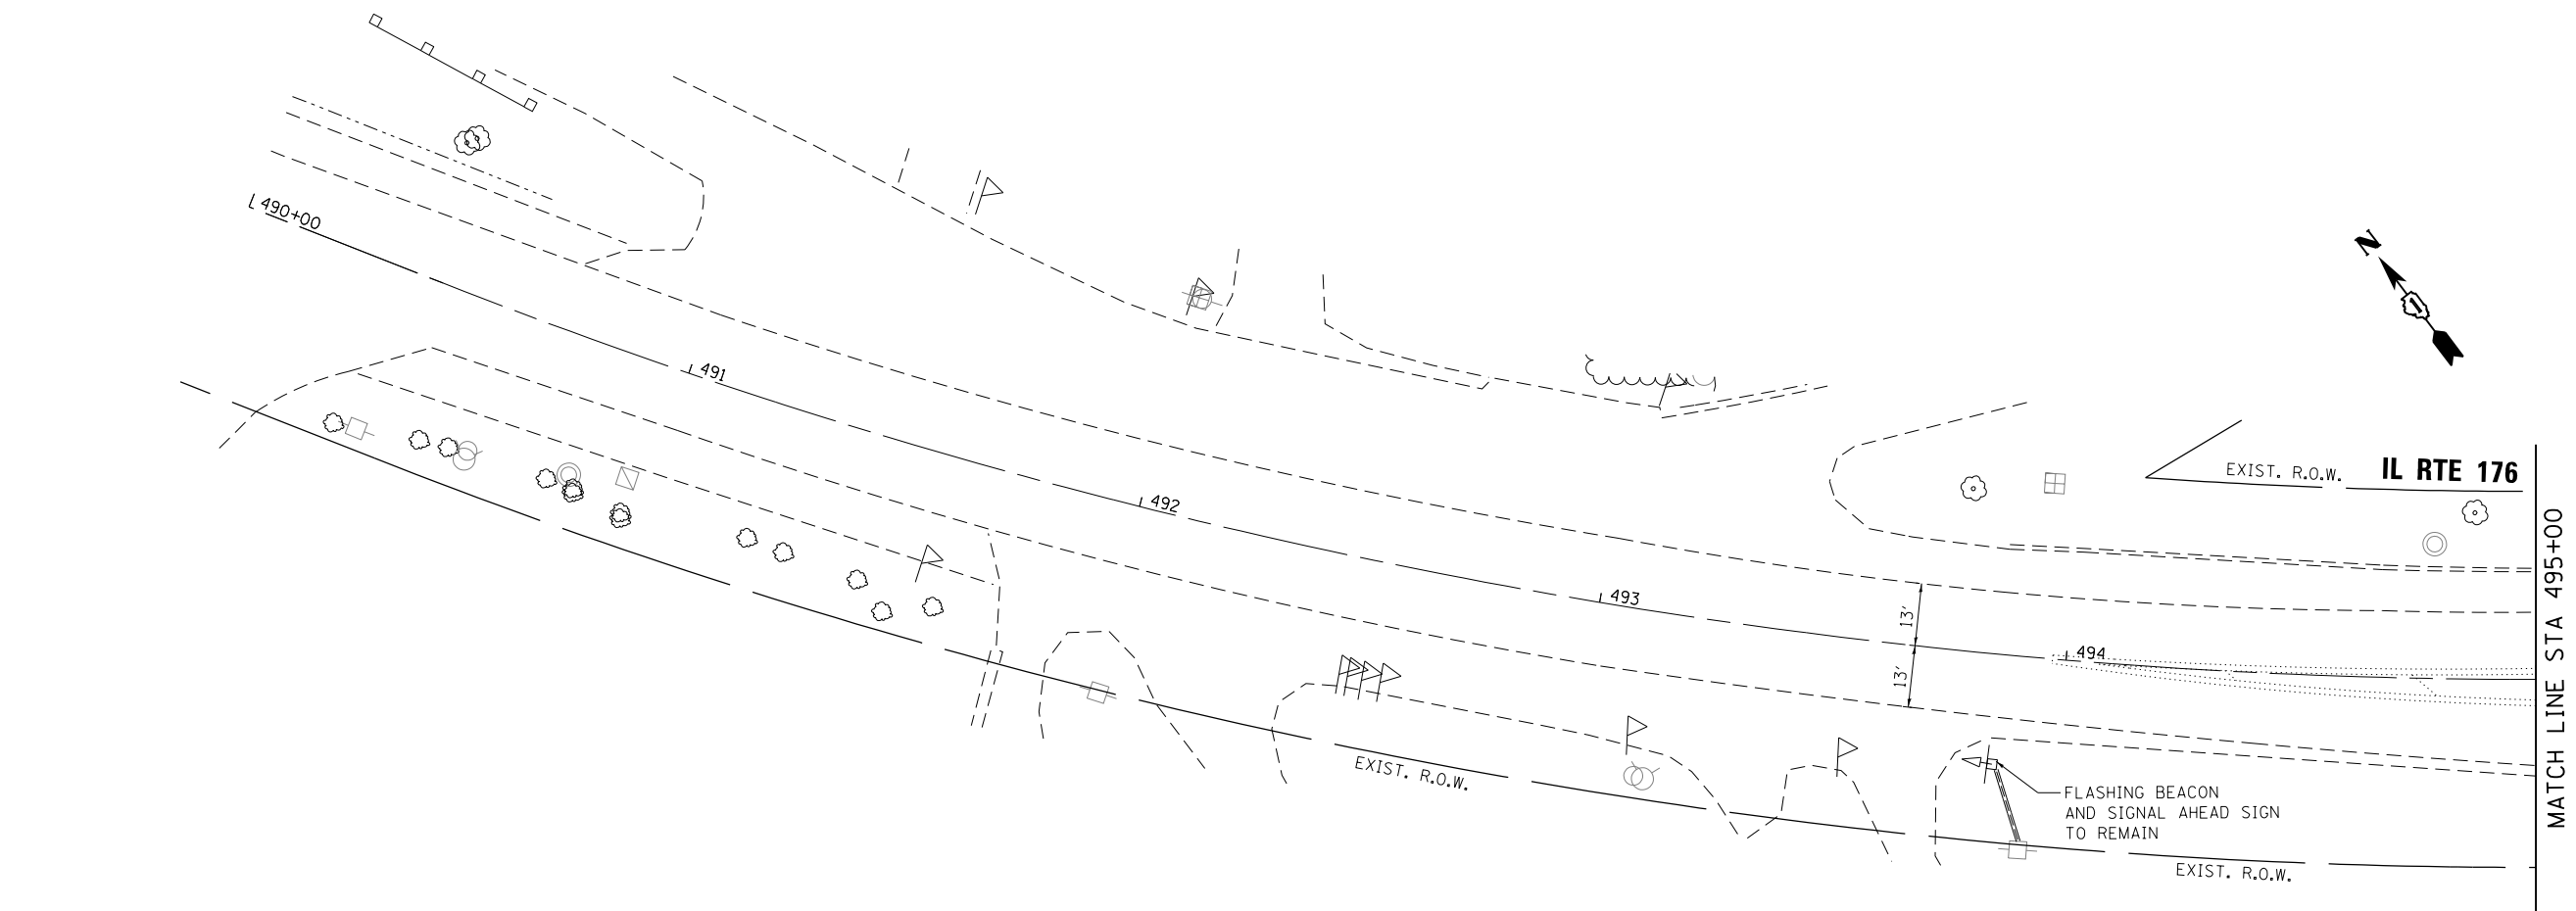 490+00
491
492
493
494
13'
13'
N
1
EXIST. R.O.W.
IL RTE 176
MATCH LINE STA 495+00
EXIST. R.O.W.
FLASHING BEACON
AND SIGNAL AHEAD SIGN
TO REMAIN
EXIST. R.O.W.